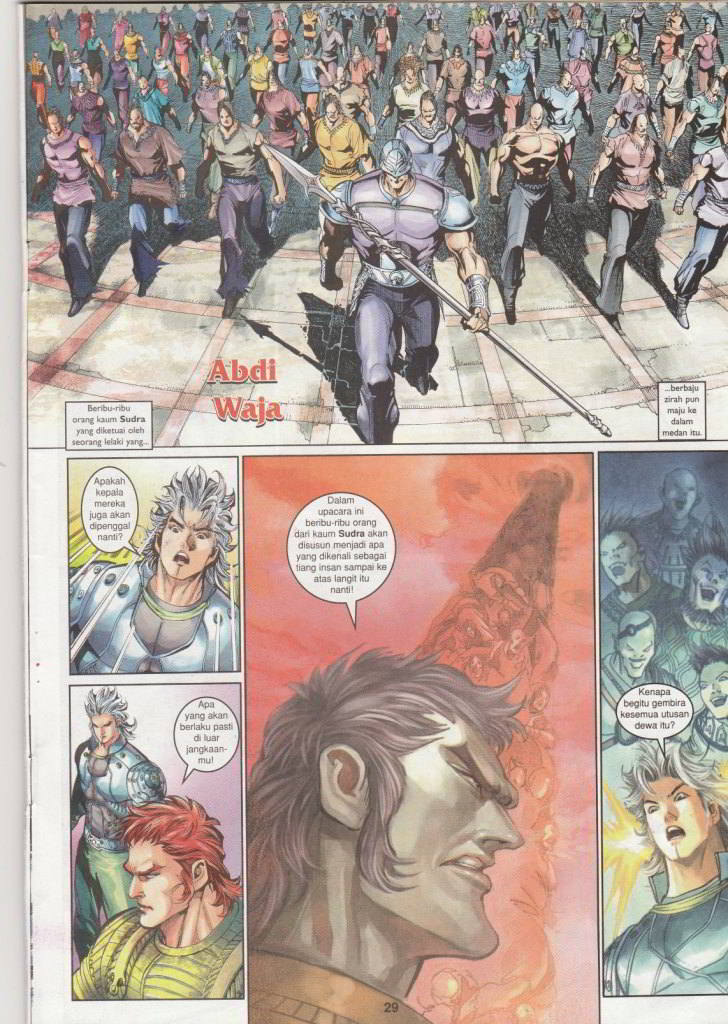 Abdi
Waja
Beribu-ribu
orang kaum Sudra
yang diketuai oleh
seorang lelaki yang...
...berbaju
zirah pun
maju ke
dalam
medan itu.
Apakah
kepala
mereka
juga akan
dipenggal
nanti?
Apa
yang akan
berlaku pasti
di luar
jangkaan-
mu!
Dalam
upacara ini
beribu-ribu orang
dari kaum Sudra akan
disusun menjadi apa
yang dikenali sebagai
tiang insan sampai ke
atas langit itu
nanti!
Kenapa
begitu gembira
kesemua utusan
dewa itu?
29